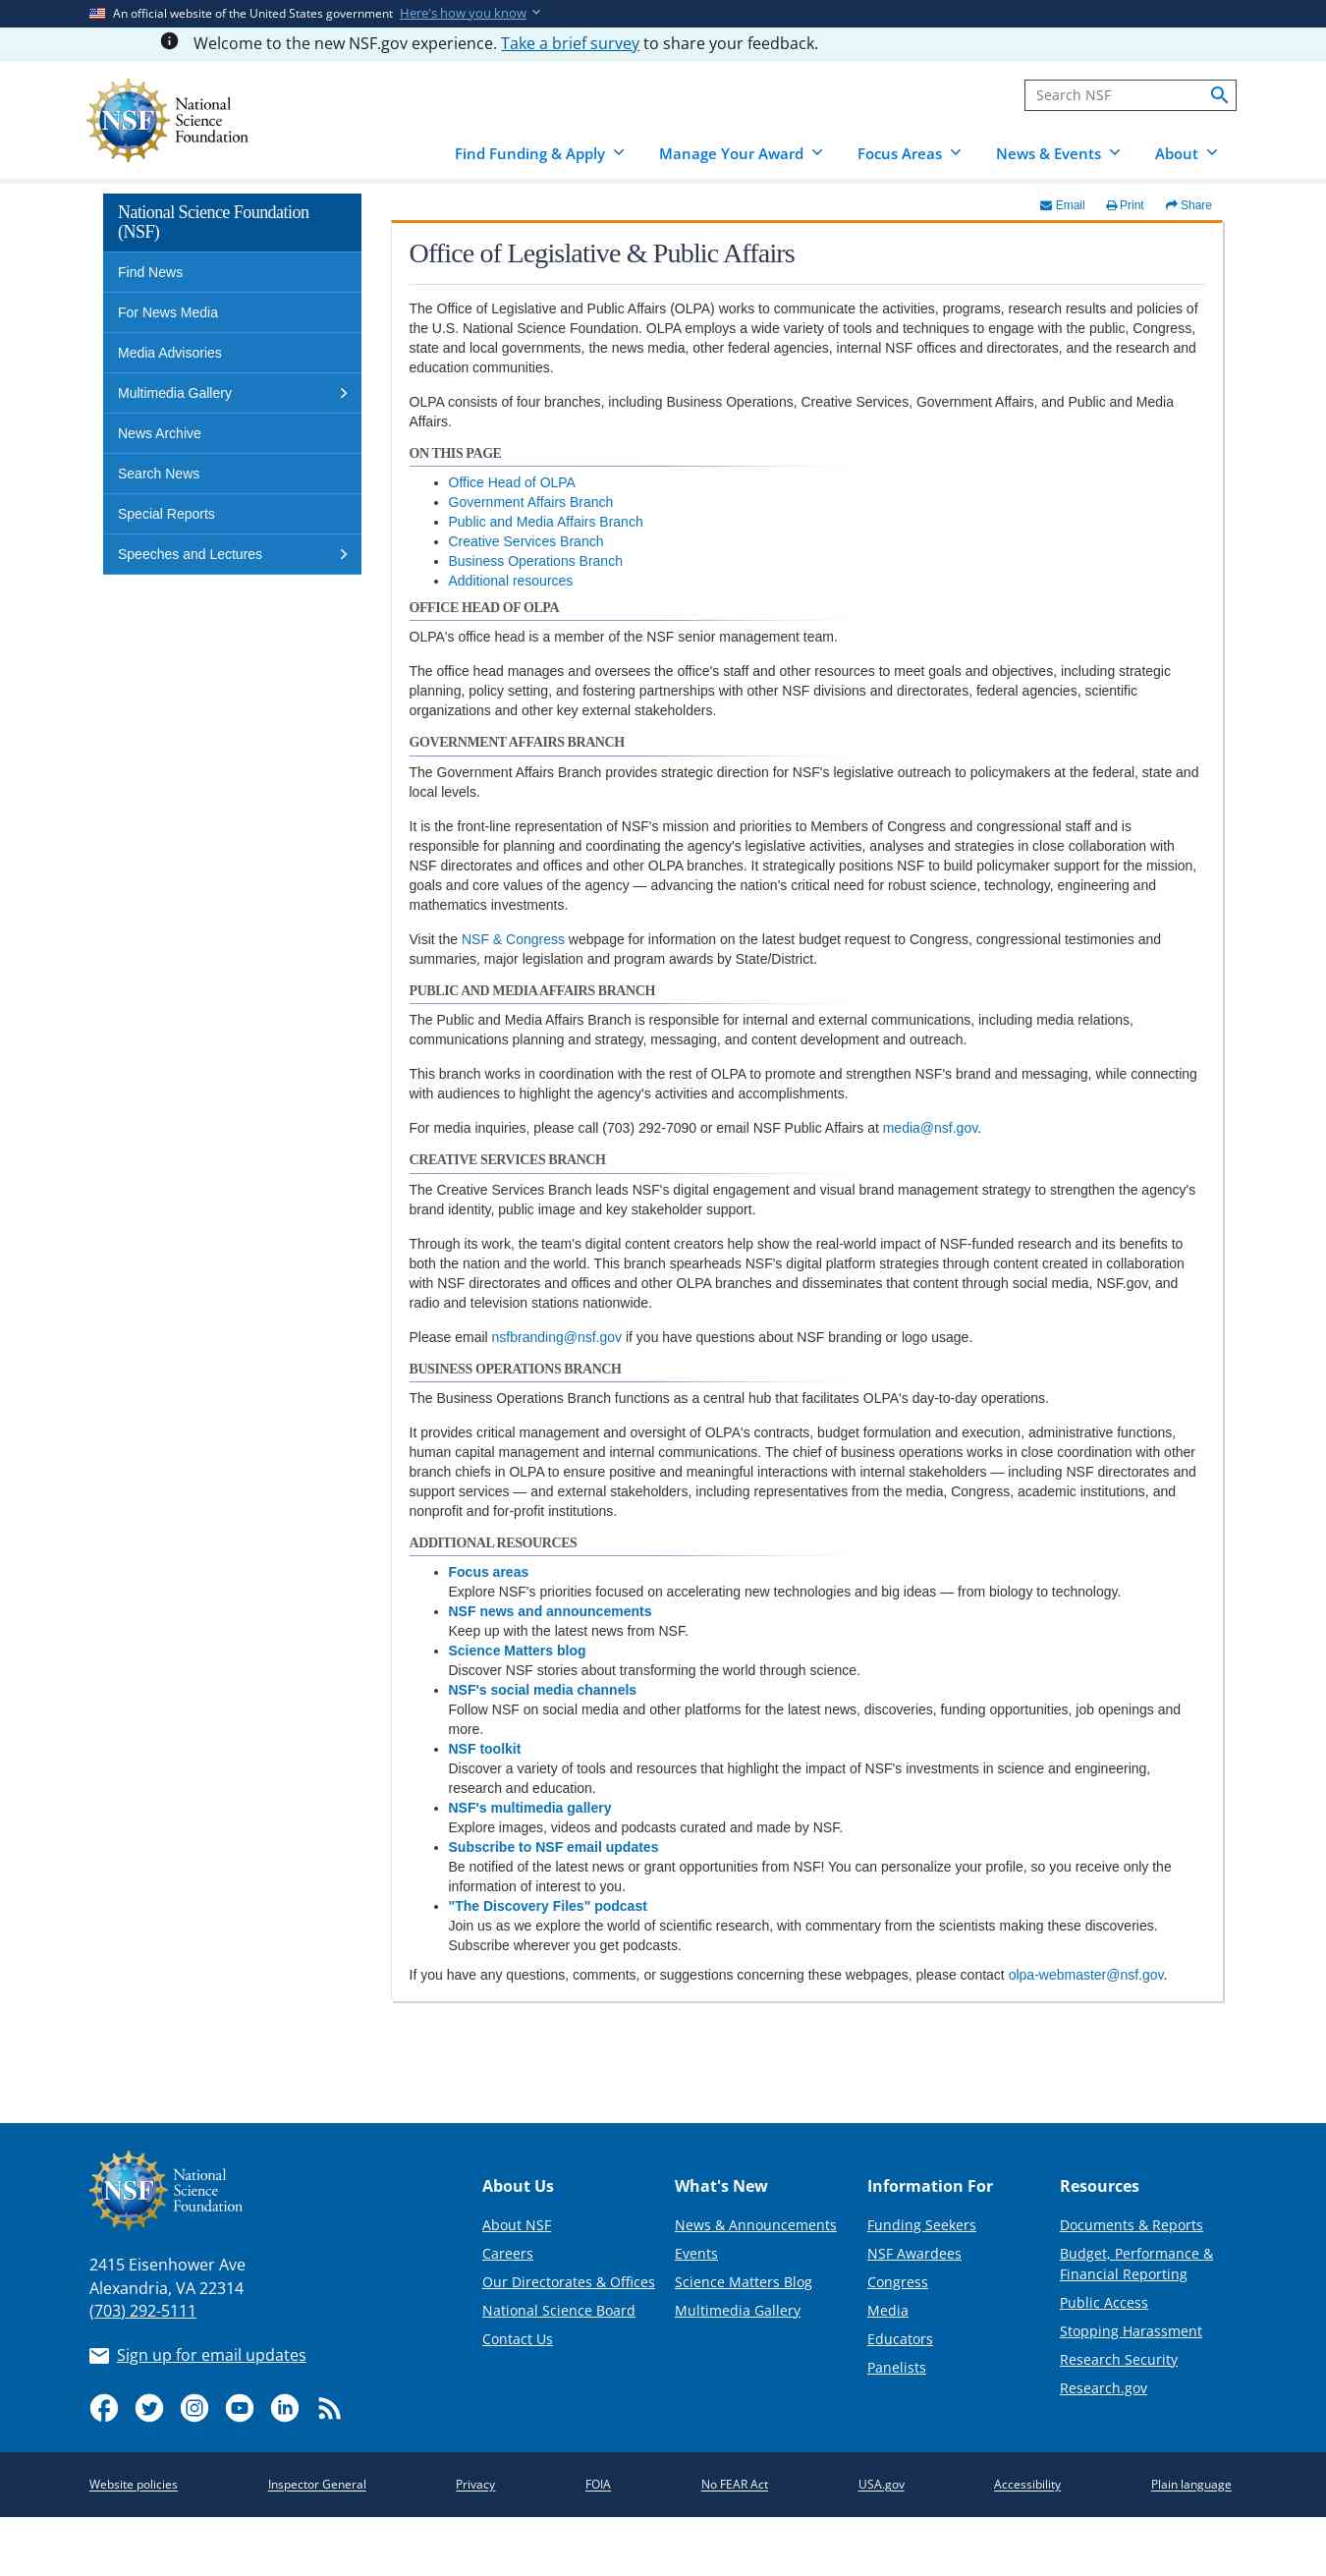 An official website of the United States government Here's how you know
Welcome to the new NSF.gov experience. Take a brief survey to share your feedback.
NSF
National
Science
Foundation
Search NSF
Find Funding & Apply Manage Your Award Focus Areas News & Events About
National Science Foundation
(NSF)
Find News
For News Media
Media Advisories
Multimedia Gallery
News Archive
Search News
Special Reports
Speeches and Lectures
Email Print Share
Office of Legislative & Public Affairs
The Office of Legislative and Public Affairs (OLPA) works to communicate the activities, programs, research results and policies of
the U.S. National Science Foundation. OLPA employs a wide variety of tools and techniques to engage with the public, Congress,
state and local governments, the news media, other federal agencies, internal NSF offices and directorates, and the research and
education communities.
OLPA consists of four branches, including Business Operations, Creative Services, Government Affairs, and Public and Media
Affairs.
ON THIS PAGE
Office Head of OLPA
Government Affairs Branch
Public and Media Affairs Branch
Creative Services Branch
Business Operations Branch
Additional resources
OFFICE HEAD OF OLPA
OLPA's office head is a member of the NSF senior management team.
The office head manages and oversees the office's staff and other resources to meet goals and objectives, including strategic
planning, policy setting, and fostering partnerships with other NSF divisions and directorates, federal agencies, scientific
organizations and other key external stakeholders.
GOVERNMENT AFFAIRS BRANCH
The Government Affairs Branch provides strategic direction for NSF's legislative outreach to policymakers at the federal, state and
local levels.
It is the front-line representation of NSF's mission and priorities to Members of Congress and congressional staff and is
responsible for planning and coordinating the agency's legislative activities, analyses and strategies in close collaboration with
NSF directorates and offices and other OLPA branches. It strategically positions NSF to build policymaker support for the mission,
goals and core values of the agency — advancing the nation's critical need for robust science, technology, engineering and
mathematics investments.
Visit the NSF & Congress webpage for information on the latest budget request to Congress, congressional testimonies and
summaries, major legislation and program awards by State/District.
PUBLIC AND MEDIA AFFAIRS BRANCH
The Public and Media Affairs Branch is responsible for internal and external communications, including media relations,
communications planning and strategy, messaging, and content development and outreach.
This branch works in coordination with the rest of OLPA to promote and strengthen NSF's brand and messaging, while connecting
with audiences to highlight the agency's activities and accomplishments.
For media inquiries, please call (703) 292-7090 or email NSF Public Affairs at media@nsf.gov.
CREATIVE SERVICES BRANCH
The Creative Services Branch leads NSF's digital engagement and visual brand management strategy to strengthen the agency's
brand identity, public image and key stakeholder support.
Through its work, the team's digital content creators help show the real-world impact of NSF-funded research and its benefits to
both the nation and the world. This branch spearheads NSF's digital platform strategies through content created in collaboration
with NSF directorates and offices and other OLPA branches and disseminates that content through social media, NSF.gov, and
radio and television stations nationwide.
Please email nsfbranding@nsf.gov if you have questions about NSF branding or logo usage.
BUSINESS OPERATIONS BRANCH
The Business Operations Branch functions as a central hub that facilitates OLPA's day-to-day operations.
It provides critical management and oversight of OLPA's contracts, budget formulation and execution, administrative functions,
human capital management and internal communications. The chief of business operations works in close coordination with other
branch chiefs in OLPA to ensure positive and meaningful interactions with internal stakeholders — including NSF directorates and
support services — and external stakeholders, including representatives from the media, Congress, academic institutions, and
nonprofit and for-profit institutions.
ADDITIONAL RESOURCES
Focus areas
Explore NSF's priorities focused on accelerating new technologies and big ideas — from biology to technology.
NSF news and announcements
Keep up with the latest news from NSF.
Science Matters blog
Discover NSF stories about transforming the world through science.
NSF's social media channels
Follow NSF on social media and other platforms for the latest news, discoveries, funding opportunities, job openings and
more.
NSF toolkit
Discover a variety of tools and resources that highlight the impact of NSF's investments in science and engineering,
research and education.
NSF's multimedia gallery
Explore images, videos and podcasts curated and made by NSF.
Subscribe to NSF email updates
Be notified of the latest news or grant opportunities from NSF! You can personalize your profile, so you receive only the
information of interest to you.
"The Discovery Files" podcast
Join us as we explore the world of scientific research, with commentary from the scientists making these discoveries.
Subscribe wherever you get podcasts.
If you have any questions, comments, or suggestions concerning these webpages, please contact olpa-webmaster@nsf.gov.
NSF
National
Science
Foundation
2415 Eisenhower Ave
Alexandria, VA 22314
(703) 292-5111
Sign up for email updates
About Us
About NSF
Careers
Our Directorates & Offices
National Science Board
Contact Us
What's New
News & Announcements
Events
Science Matters Blog
Multimedia Gallery
Information For
Funding Seekers
NSF Awardees
Congress
Media
Educators
Panelists
Resources
Documents & Reports
Budget, Performance &
Financial Reporting
Public Access
Stopping Harassment
Research Security
Research.gov
Website policies Inspector General Privacy FOIA No FEAR Act USA.gov Accessibility Plain language